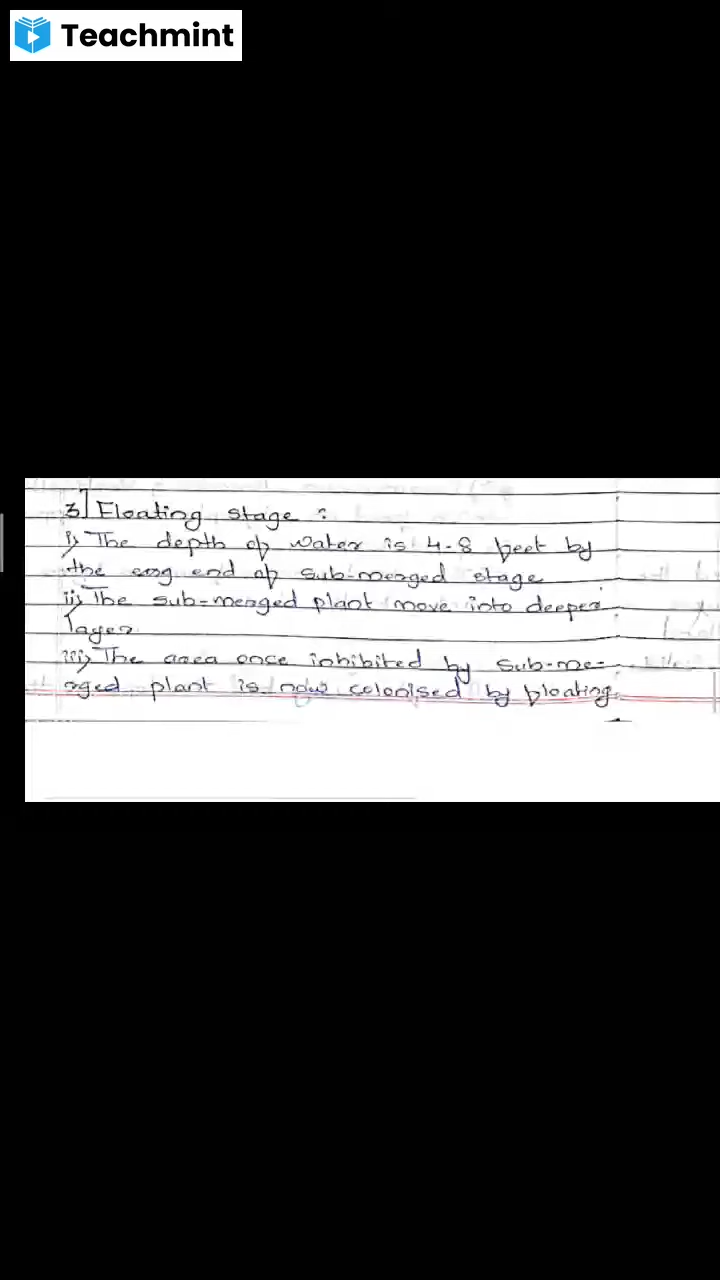 Teachmint
3] Floating stage :
i) The depth of water is 4-8 feet by
the end of sub-merged stage
ii) The sub-merged plant move into deeper
layer
iii) The area once inhibited by sub-me-
rged plant is now colonised by floating